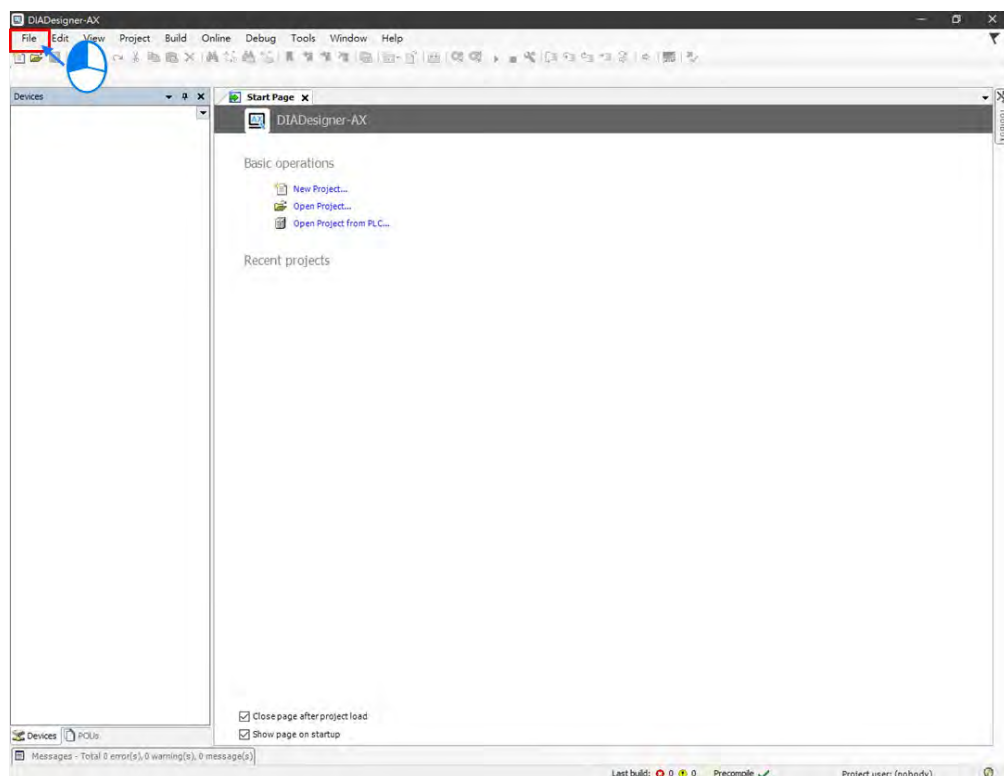 DIADesigner-AX
File Edit View Project Build Online Debug Tools Window Help
Devices
Start Page
DIADesigner-AX
Basic operations
New Project...
Open Project...
Open Project from PLC...
Recent projects
Close page after project load
Show page on startup
Devices POUs
Messages - Total 0 error(s), 0 warning(s), 0 message(s)
Last build: 0 0 Precompile Project user: (nobody)